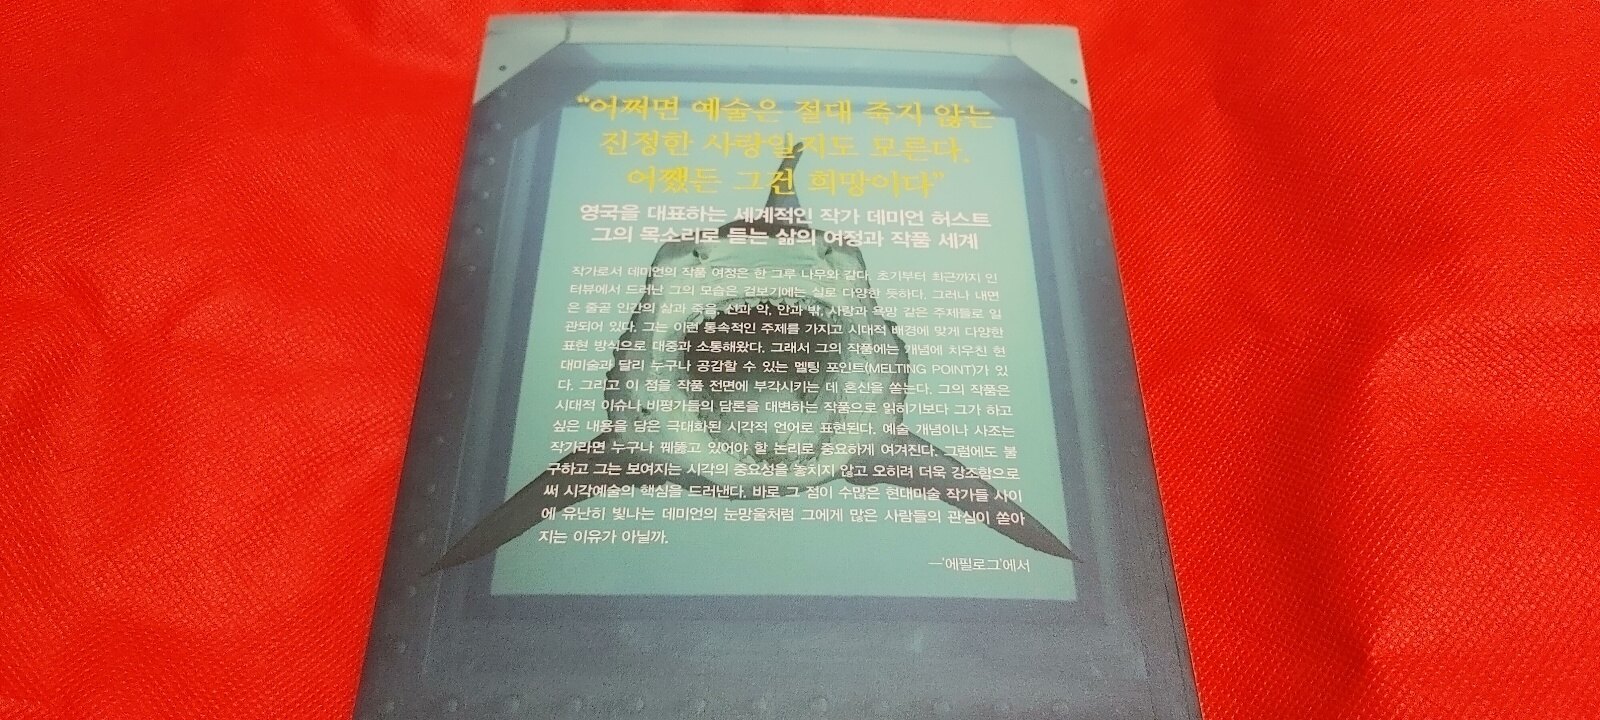 “어쩌면 예술은 절대 죽지 않는
진정한 사랑일지도 모른다.
어쨌든 그건 희망이다”
영국을 대표하는 세계적인 작가 데미언 허스트
그의 목소리로 듣는 삶의 여정과 작품 세계
작가로서 데미언의 작품 여정은 한 그루 나무와 같다. 초기부터 최근까지 인
터뷰에서 드러난 그의 모습은 겉보기에는 실로 다양한 듯하다. 그러나 내면
은 줄곧 인간의 삶과 죽음, 선과 악, 안과 밖, 사랑과 욕망 같은 주제들로 일
관되어 있다. 그는 이런 통속적인 주제를 가지고 시대적 배경에 맞게 다양한
표현 방식으로 대중과 소통해왔다. 그래서 그의 작품에는 개념에 치우친 현
대미술과 달리 누구나 공감할 수 있는 멜팅 포인트(MELTING POINT)가 있
다. 그리고 이 점을 작품 전면에 부각시키는 데 혼신을 쏟는다. 그의 작품은
시대적 이슈나 비평가들의 담론을 대변하는 작품으로 읽히기보다 그가 하고
싶은 내용을 담은 극대화된 시각적 언어로 표현된다. 예술 개념이나 사조는
작가라면 누구나 꿰뚫고 있어야 할 논리로 중요하게 여겨진다. 그럼에도 불
구하고 그는 보여지는 시각의 중요성을 놓치지 않고 오히려 더욱 강조함으로
써 시각예술의 핵심을 드러낸다. 바로 그 점이 수많은 현대미술 작가들 사이
에 유난히 빛나는 데미언의 눈망울처럼 그에게 많은 사람들의 관심이 쏟아
지는 이유가 아닐까.
—‘에필로그’에서